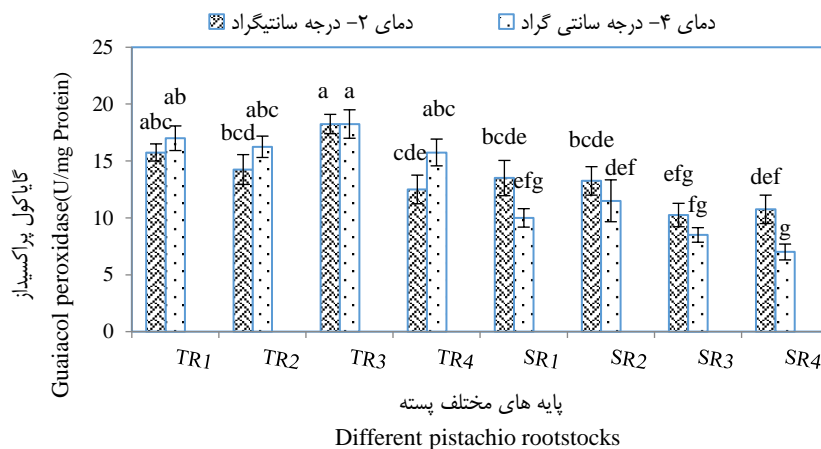 دمای ۲- درجه سانتیگراد
دمای ۴- درجه سانتی گراد
گایاکول پراکسیداز
Guaiacol peroxidase(U/mg Protein)
25
20
15
10
5
0
abc ab
bcd abc
a a
cde abc
bcde efg
bcde def
efg fg
def g
TR1 TR2 TR3 TR4 SR1 SR2 SR3 SR4
پایه های مختلف پسته
Different pistachio rootstocks